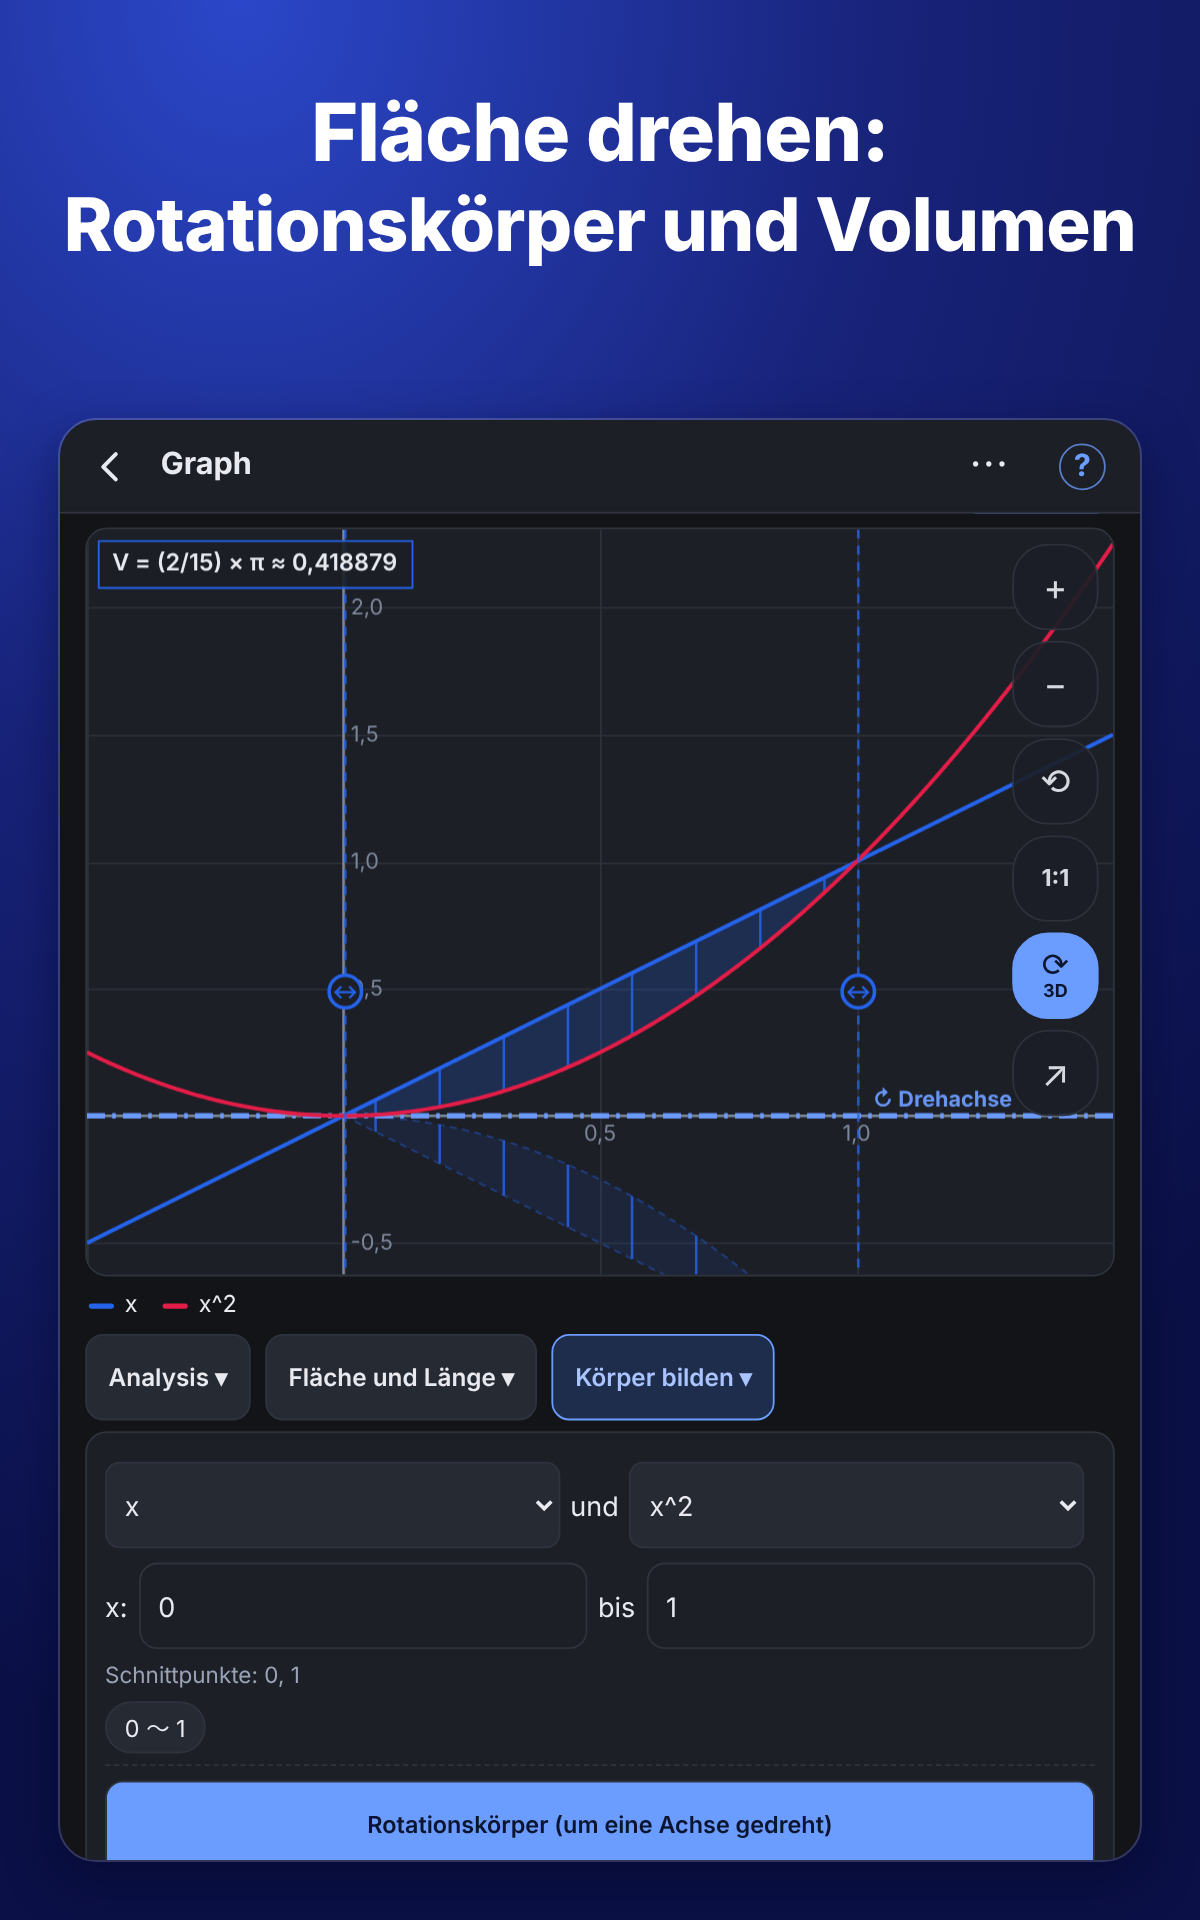 Fläche drehen:
Rotationskörper und Volumen
Graph
?
V = (2/15) × π ≈ 0,418879
2,0
1,5
1,0
,5
0,5
1,0
-0,5
+
−
1:1
3D
Drehachse
x
x^2
Analysis ▾
Fläche und Länge ▾
Körper bilden ▾
x und x^2
x: 0 bis 1
Schnittpunkte: 0, 1
0 〜 1
Rotationskörper (um eine Achse gedreht)